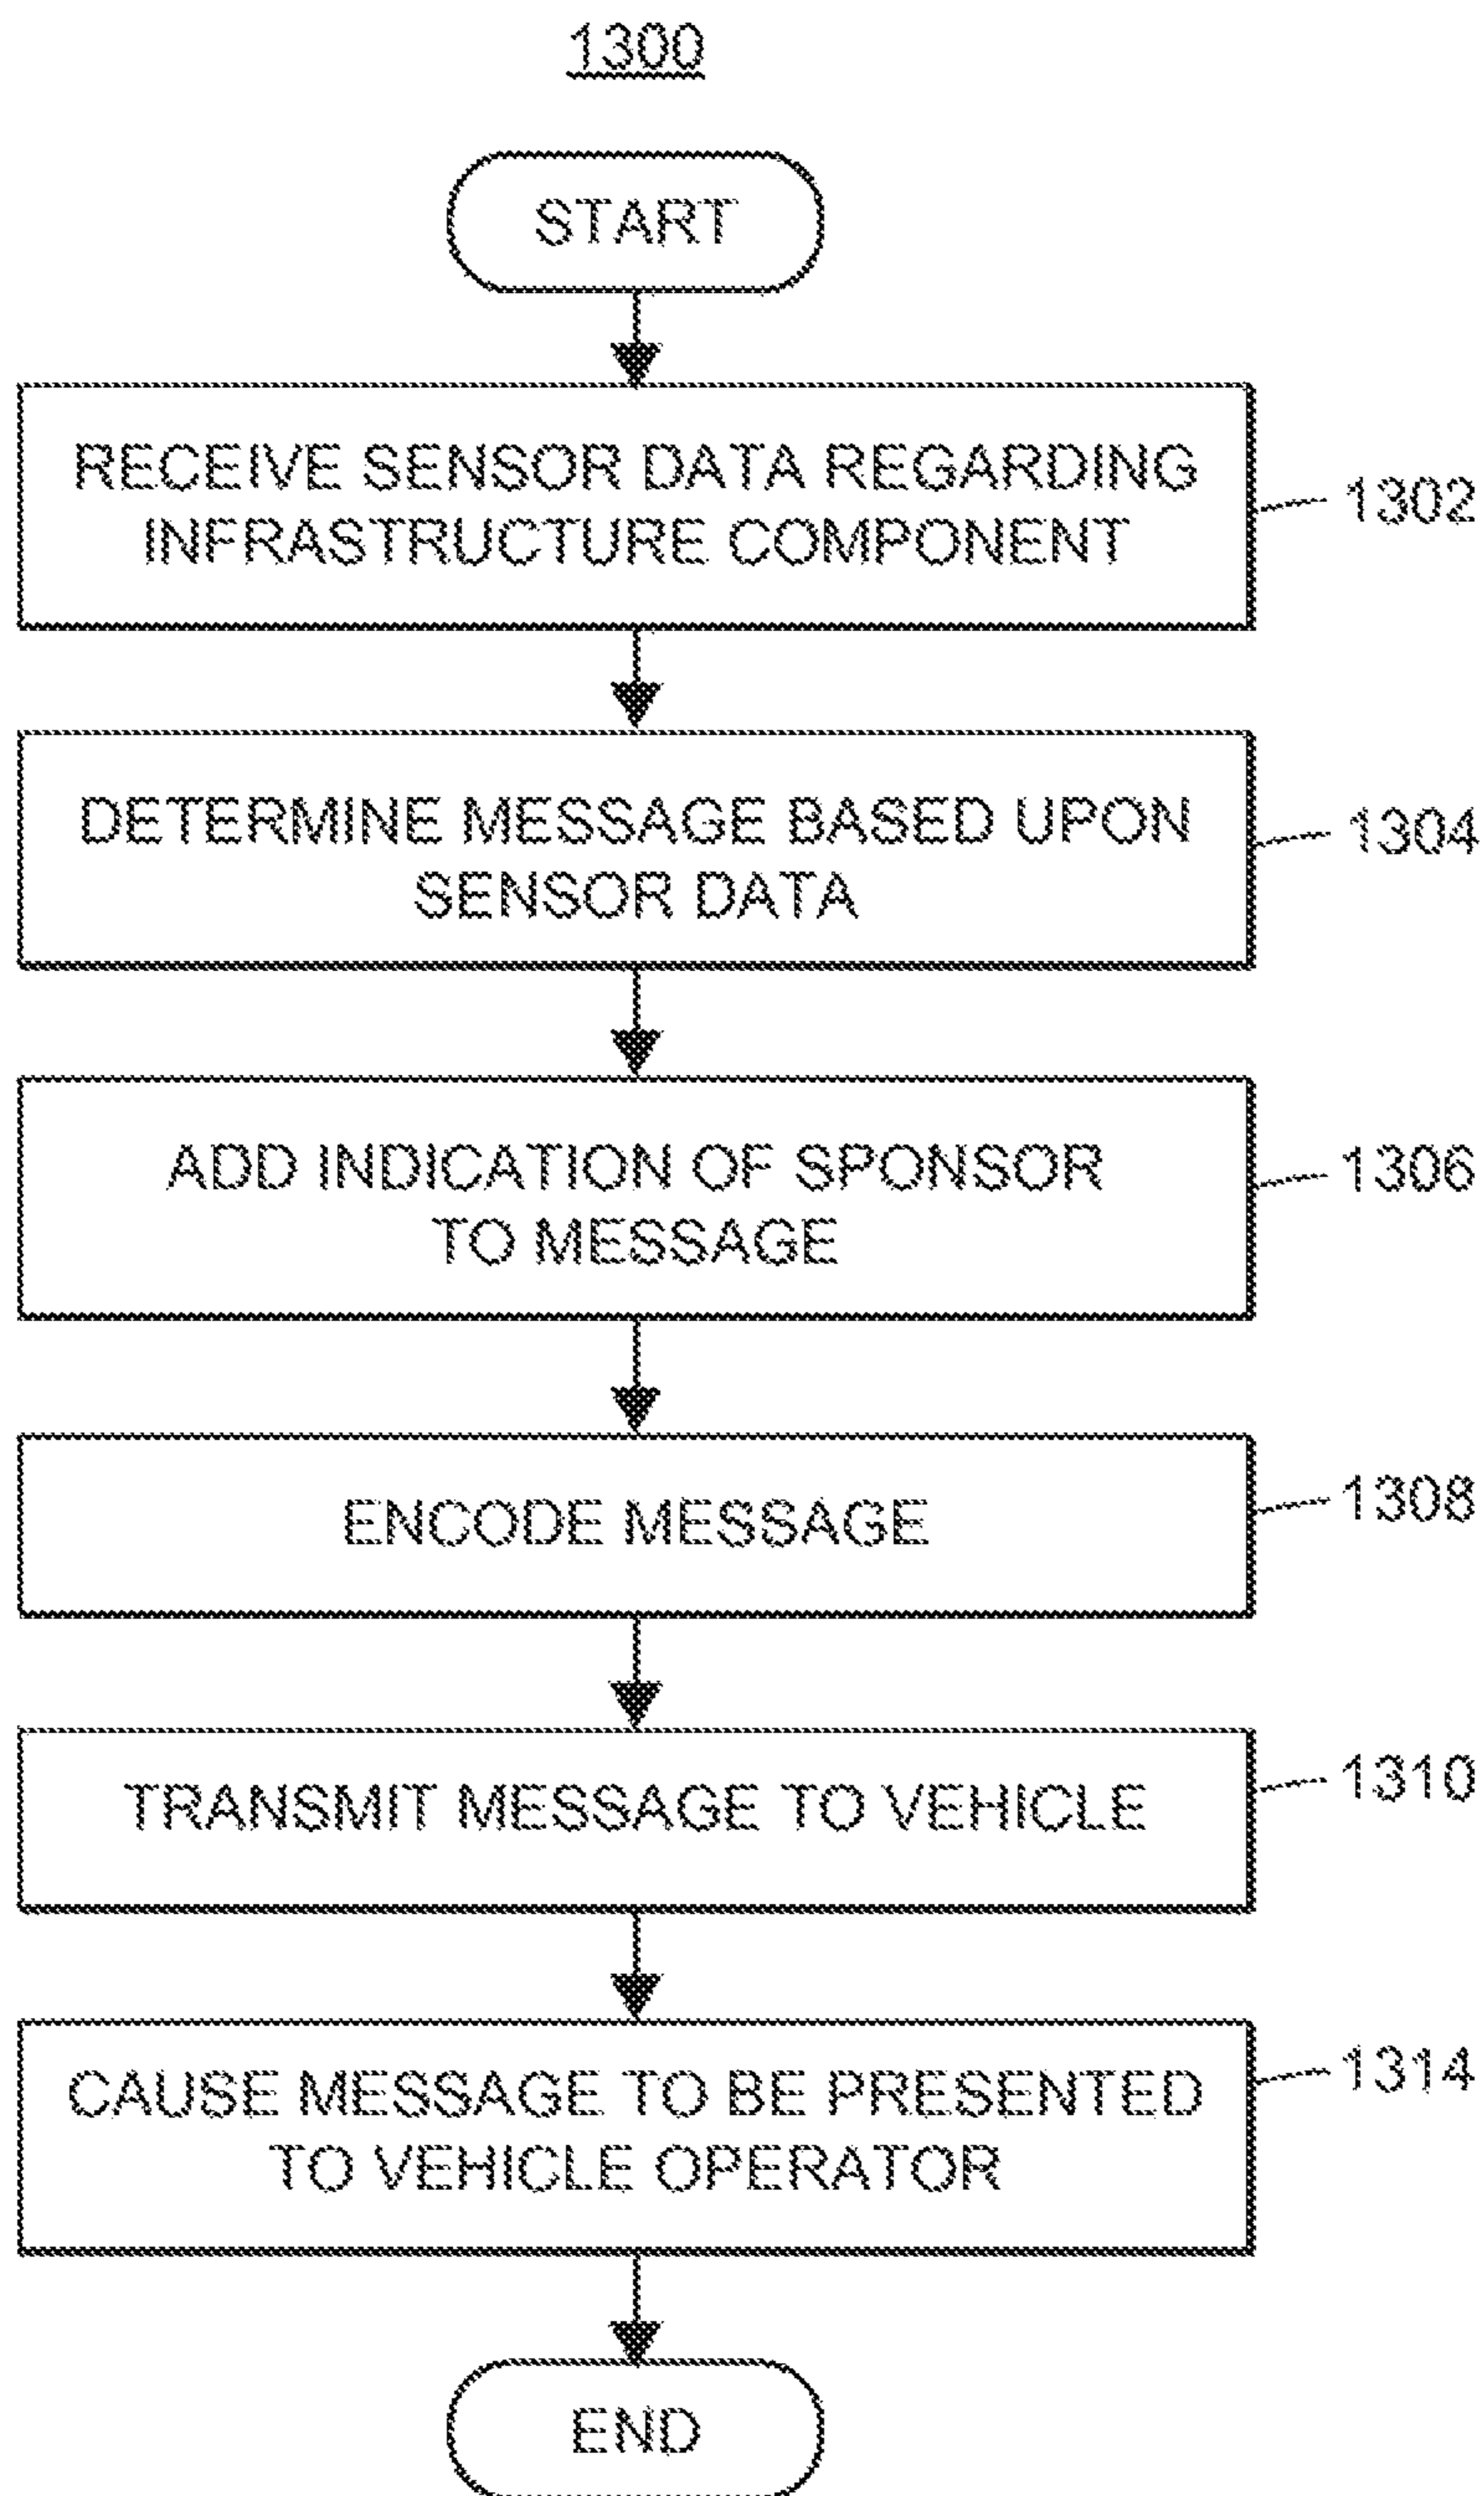 1300
START
RECEIVE SENSOR DATA REGARDING
INFRASTRUCTURE COMPONENT
1302
DETERMINE MESSAGE BASED UPON
SENSOR DATA
1304
ADD INDICATION OF SPONSOR
TO MESSAGE
1306
ENCODE MESSAGE
1308
TRANSMIT MESSAGE TO VEHICLE
1310
CAUSE MESSAGE TO BE PRESENTED
TO VEHICLE OPERATOR
1314
END